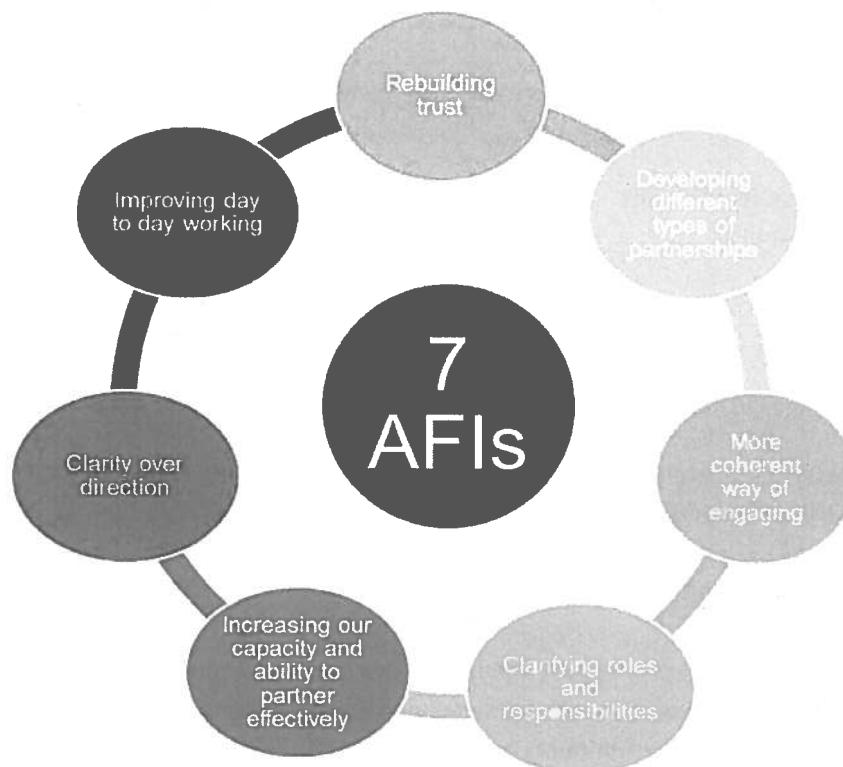 Rebuilding
trust
Developing
different
types of
partnerships
More
coherent
way of
engaging
Clarifying roles
and
responsibilities
Increasing our
capacity and
ability to
partner
effectively
Clarity over
direction
Improving day
to day working
7
AFIs